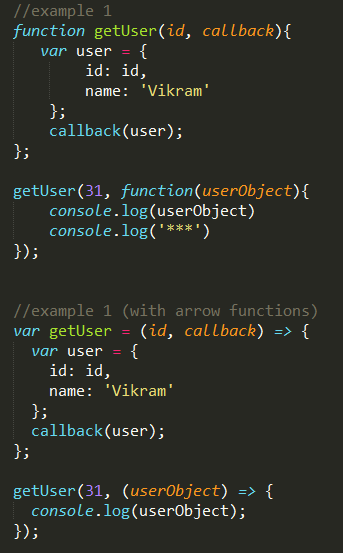 //example 1
function getUser(id, callback){
   var user = {
        id: id,
        name: 'Vikram'
    };
    callback(user);
};

getUser(31, function(userObject){
    console.log(userObject)
    console.log('***')
});


//example 1 (with arrow functions)
var getUser = (id, callback) => {
  var user = {
    id: id,
    name: 'Vikram'
  };
  callback(user);
};

getUser(31, (userObject) => {
  console.log(userObject);
});